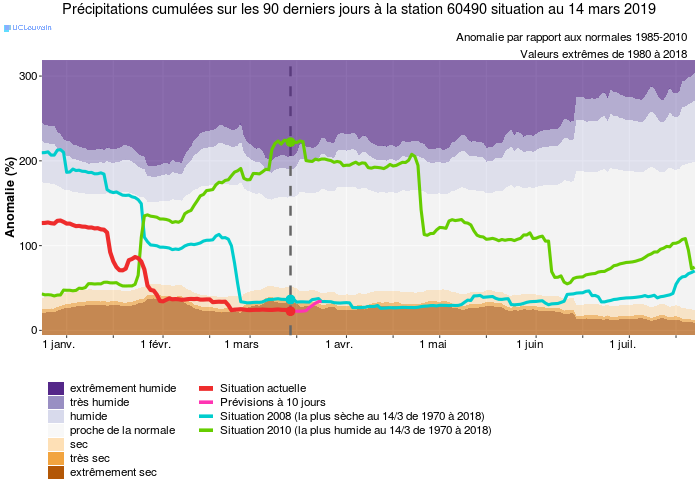 Précipitations cumulées sur les 90 derniers jours à la station 60490 situation au 14 mars 2019
UCLouvain
Anomalie par rapport aux normales 1985-2010
Valeurs extrêmes de 1980 à 2018
Anomalie (%)
300
200
100
0
1 janv. 1 févr. 1 mars 1 avr. 1 mai 1 juin 1 juil.
extrêmement humide
très humide
humide
proche de la normale
sec
très sec
extrêmement sec
Situation actuelle
Prévisions à 10 jours
Situation 2008 (la plus sèche au 14/3 de 1970 à 2018)
Situation 2010 (la plus humide au 14/3 de 1970 à 2018)